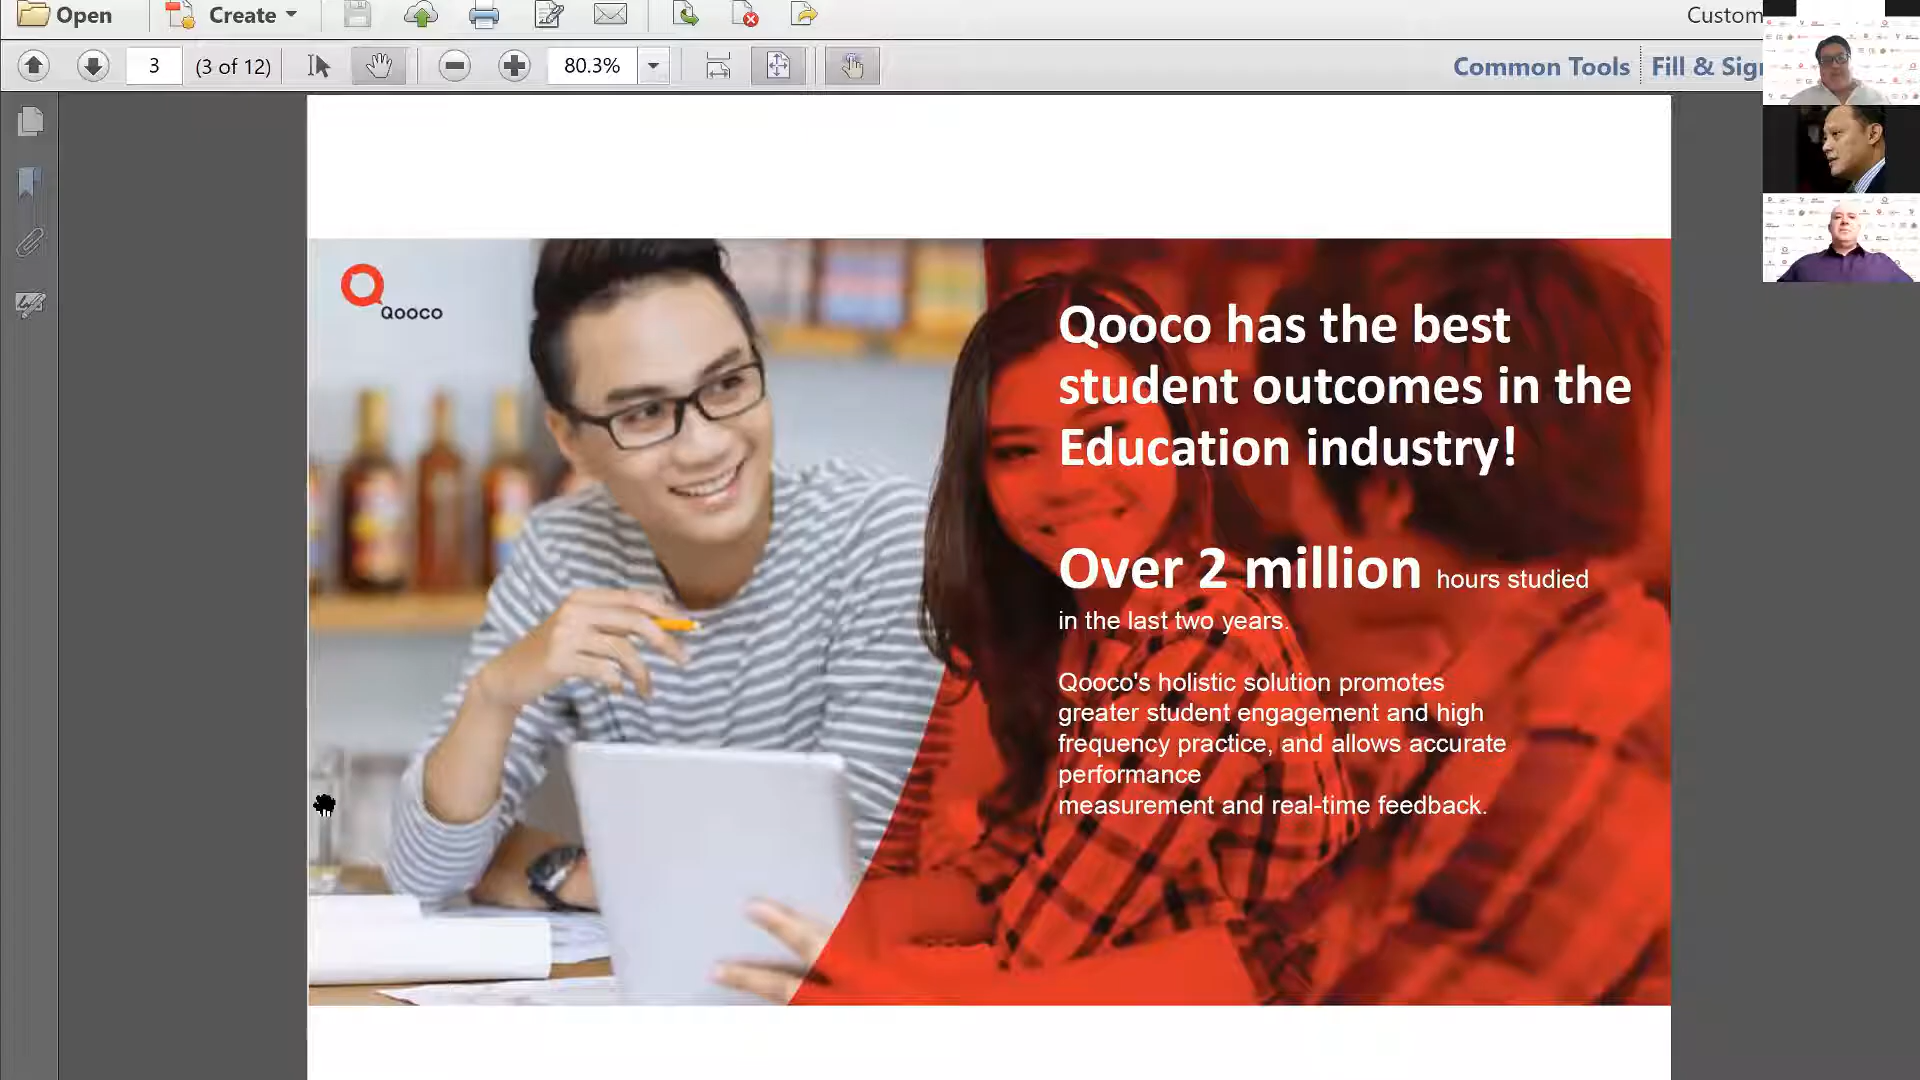 Open
Create
Custom
3
(3 of 12)
80.3%
Common Tools
Fill & Sign
Qooco
Qooco has the best
student outcomes in the
Education industry!
Over 2 million hours studied
in the last two years.
Qooco's holistic solution promotes
greater student engagement and high
frequency practice, and allows accurate
performance
measurement and real-time feedback.